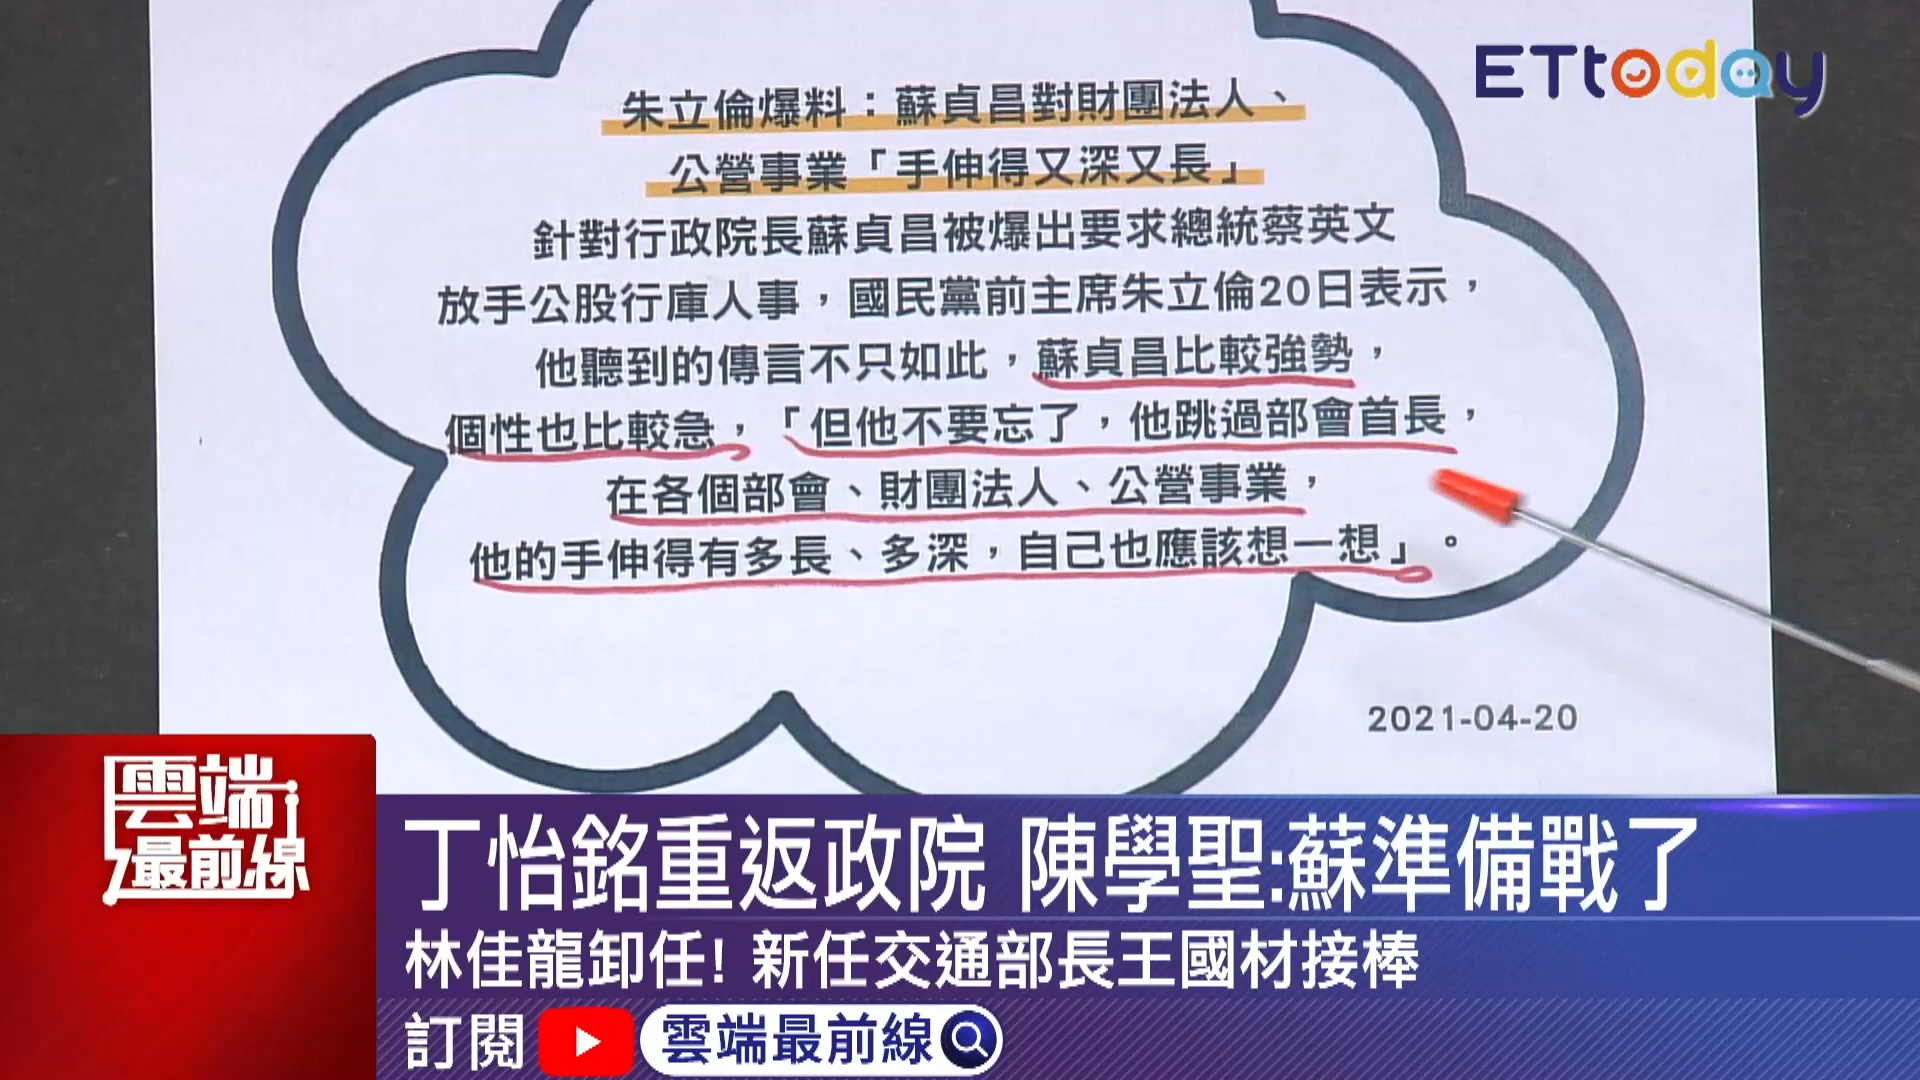 ETtoday
朱立倫爆料：蘇貞昌對財團法人、
公營事業「手伸得又深又長」
針對行政院長蘇貞昌被爆出要求總統蔡英文
放手公股行庫人事，國民黨前主席朱立倫20日表示，
他聽到的傳言不只如此，蘇貞昌比較強勢，
個性也比較急，「但他不要忘了，他跳過部會首長，
在各個部會、財團法人、公營事業，
他的手伸得有多長、多深，自己也應該想一想」。
2021-04-20
雲端
最前線
丁怡銘重返政院 陳學聖:蘇準備戰了
林佳龍卸任! 新任交通部長王國材接棒
訂閱 雲端最前線